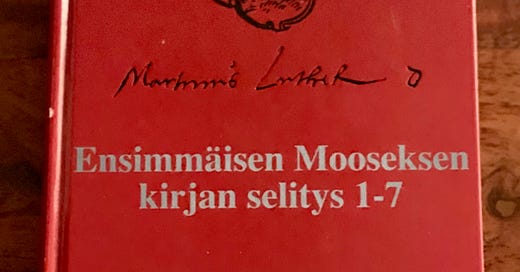 Martinus Luther D
Ensimmäisen Mooseksen
kirjan selitys 1-7